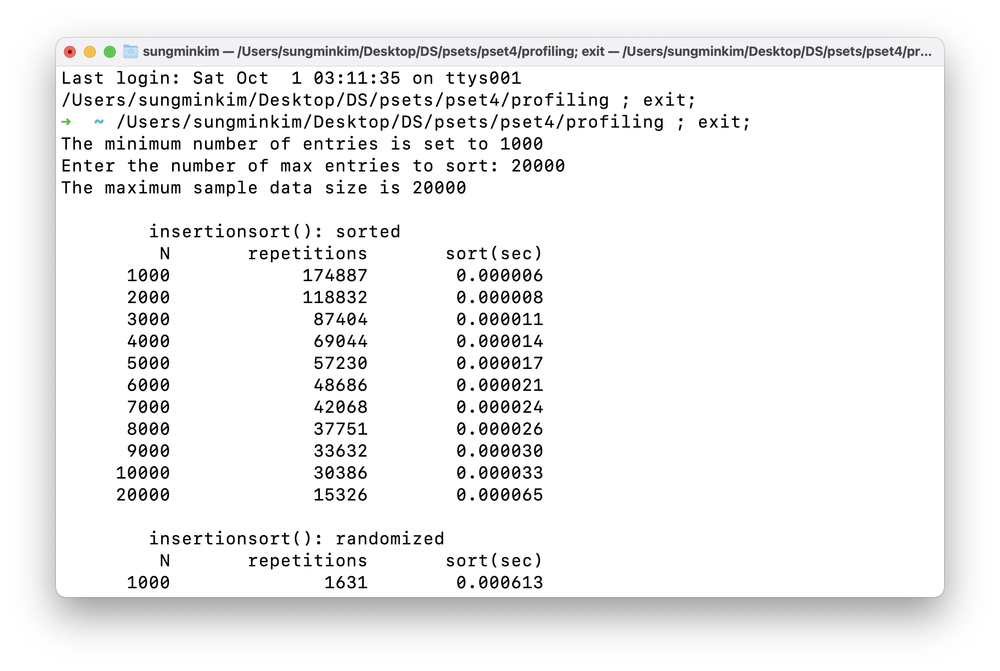 sungminkim — /Users/sungminkim/Desktop/DS/psets/pset4/profiling; exit — /Users/sungminkim/Desktop/DS/psets/pset4/pr...
Last login: Sat Oct  1 03:11:35 on ttys001
/Users/sungminkim/Desktop/DS/psets/pset4/profiling ; exit;
➜  ~ /Users/sungminkim/Desktop/DS/psets/pset4/profiling ; exit;
The minimum number of entries is set to 1000
Enter the number of max entries to sort: 20000
The maximum sample data size is 20000
insertionsort(): sorted
N repetitions sort(sec)
1000 174887 0.000006
2000 118832 0.000008
3000 87404 0.000011
4000 69044 0.000014
5000 57230 0.000017
6000 48686 0.000021
7000 42068 0.000024
8000 37751 0.000026
9000 33632 0.000030
10000 30386 0.000033
20000 15326 0.000065
insertionsort(): randomized
N repetitions sort(sec)
1000 1631 0.000613